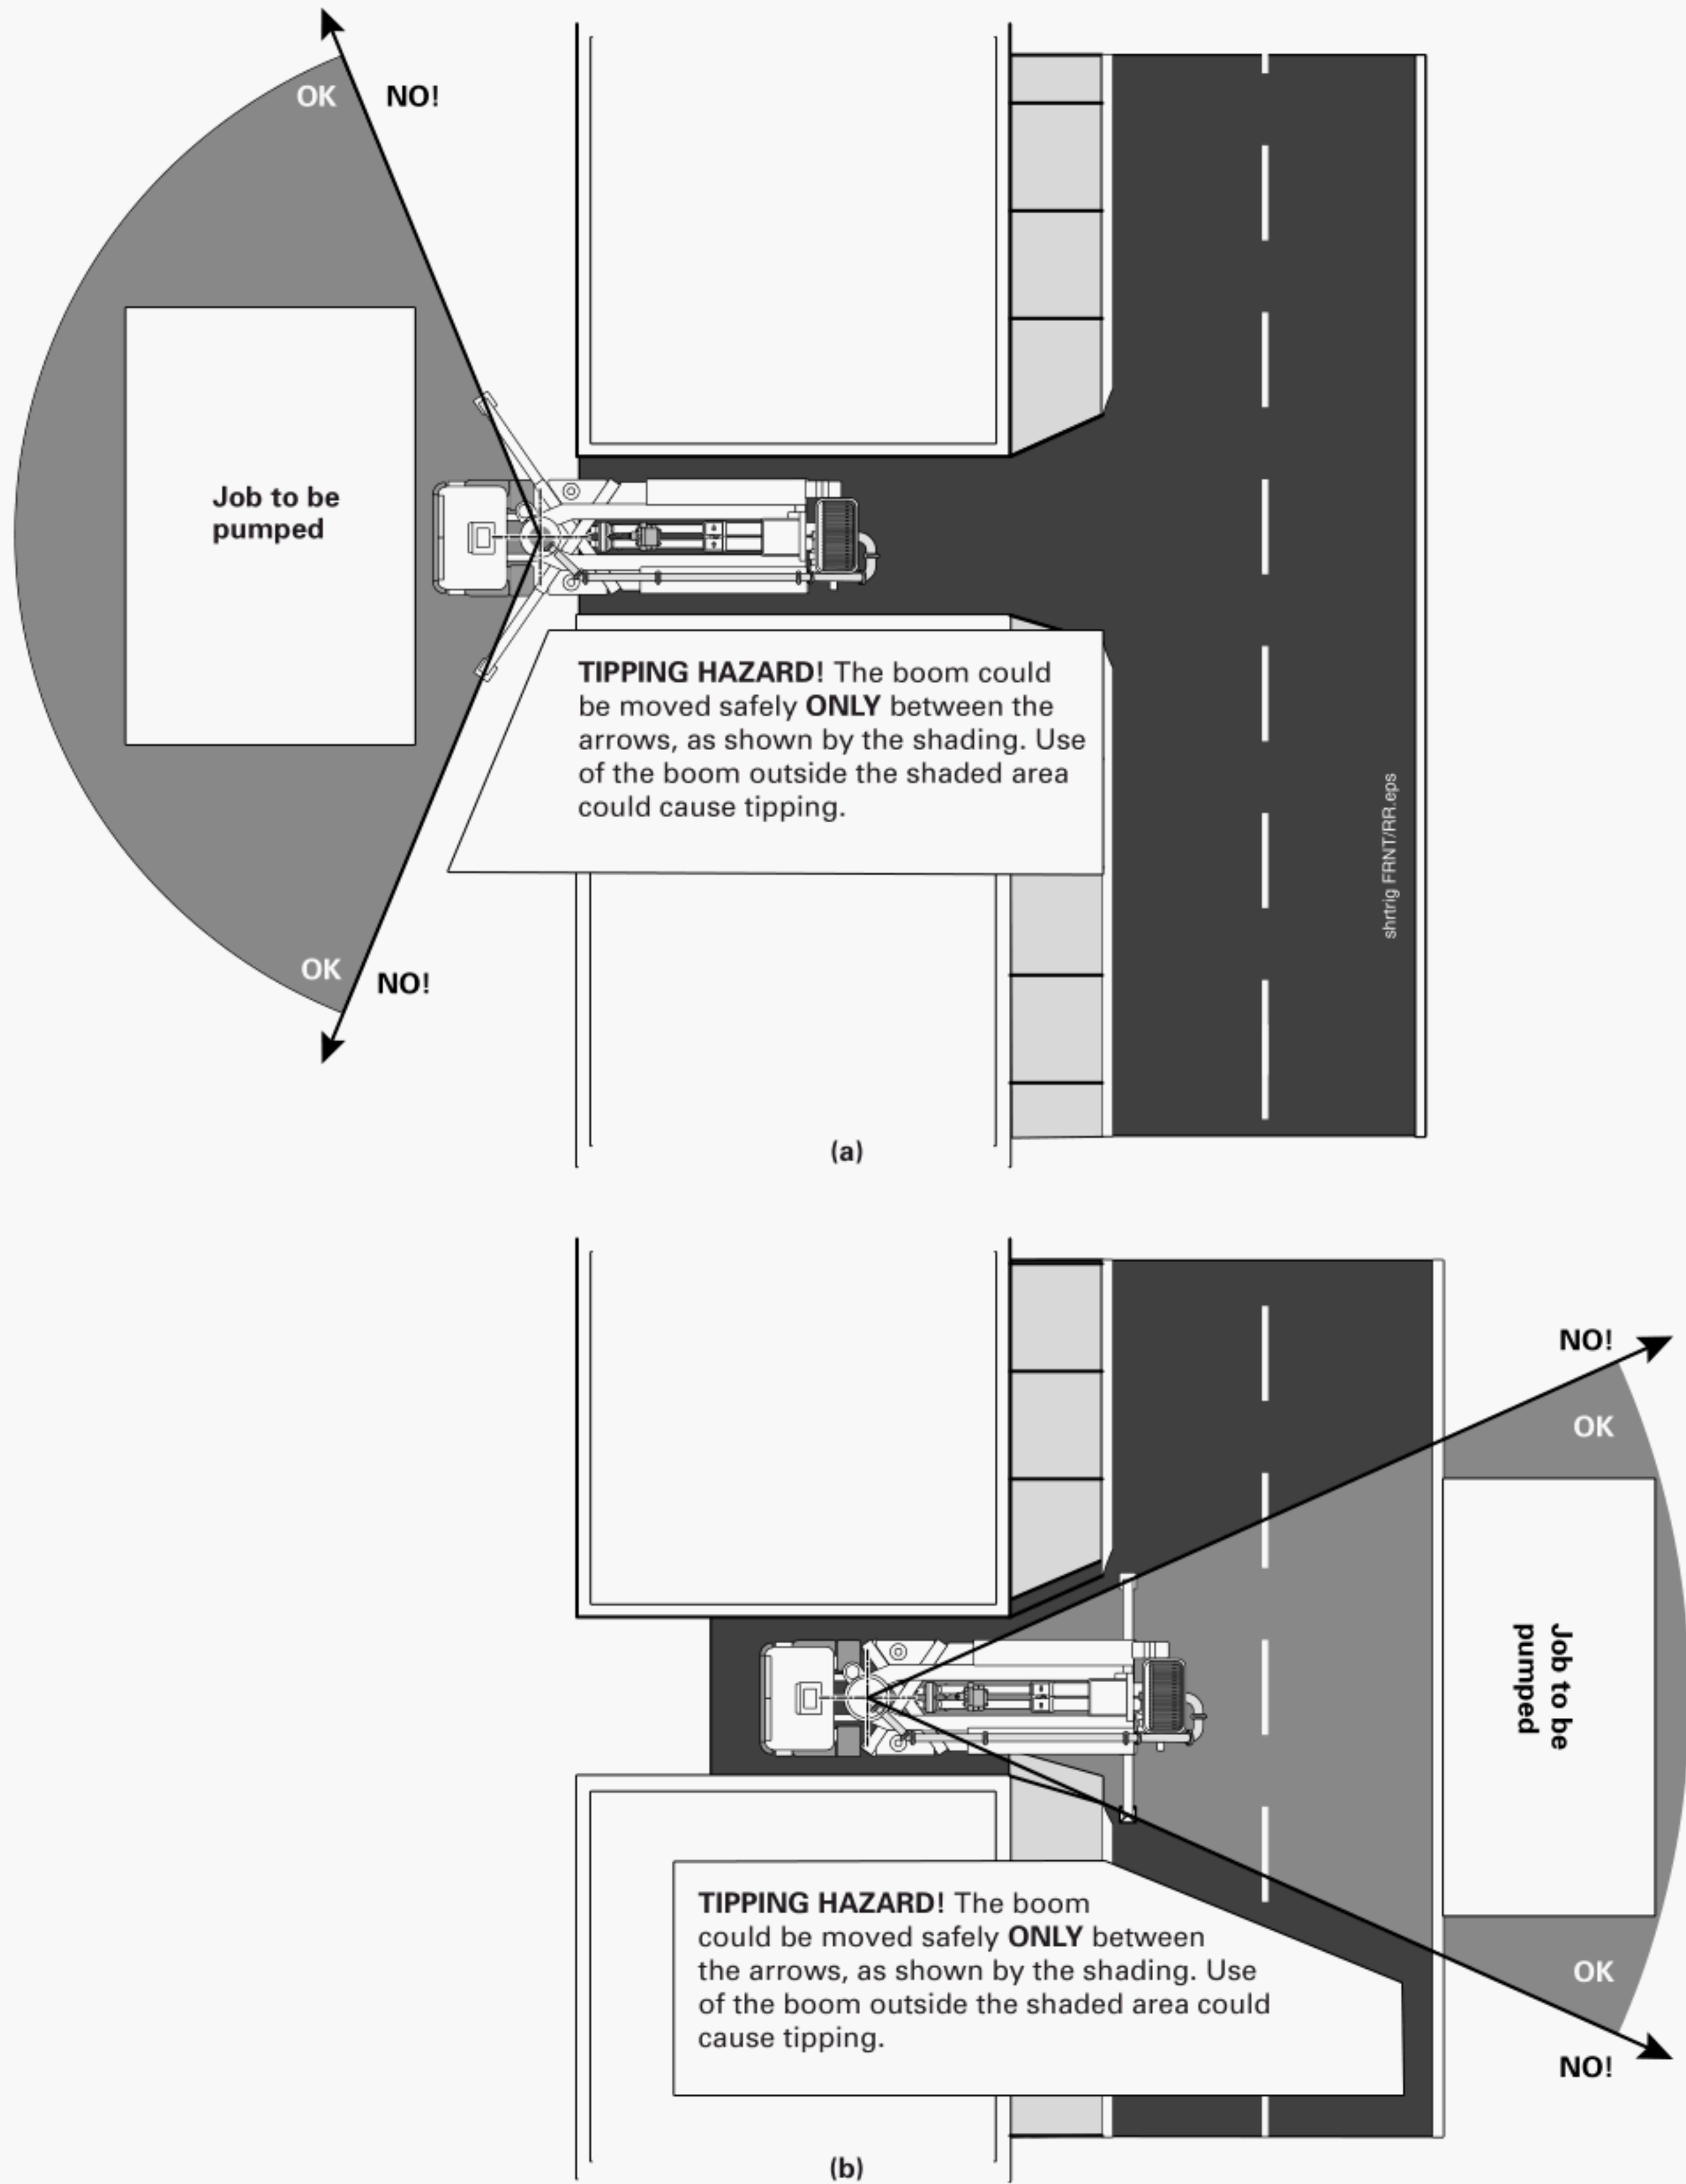 OK
NO!
Job to be
pumped
TIPPING HAZARD! The boom could
be moved safely ONLY between the
arrows, as shown by the shading. Use
of the boom outside the shaded area
could cause tipping.
shrtrig FRNT/RR.eps
OK
NO!
(a)
NO!
OK
Job to be
pumped
TIPPING HAZARD! The boom
could be moved safely ONLY between
the arrows, as shown by the shading. Use
of the boom outside the shaded area could
cause tipping.
OK
NO!
(b)